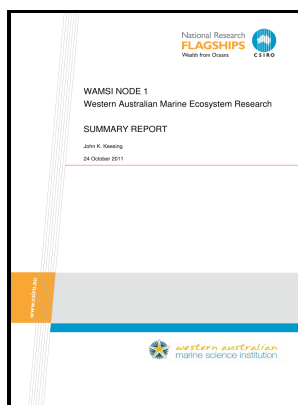 National Research
FLAGSHIPS
Wealth from Oceans
CSIRO
WAMSI NODE 1
Western Australian Marine Ecosystem Research
SUMMARY REPORT
John K. Keesing
24 October 2011
www.csiro.au
western australian
marine science institution